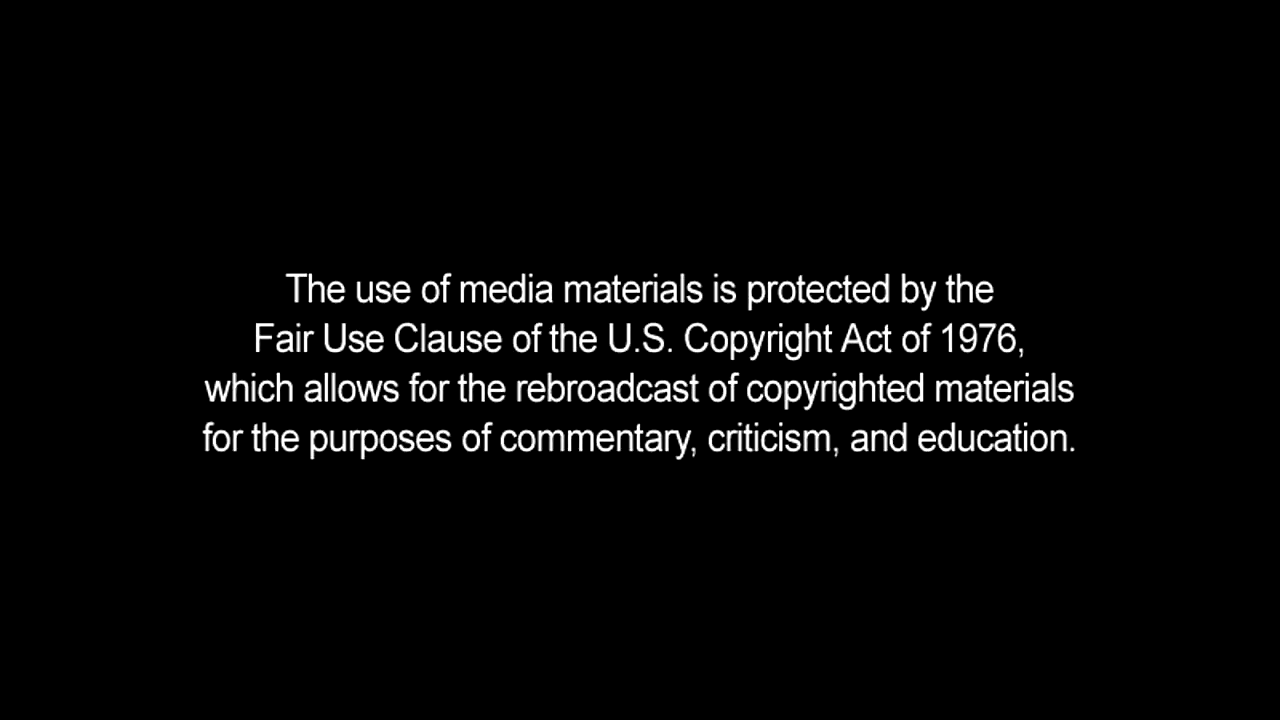 The use of media materials is protected by the
Fair Use Clause of the U.S. Copyright Act of 1976,
which allows for the rebroadcast of copyrighted materials
for the purposes of commentary, criticism, and education.